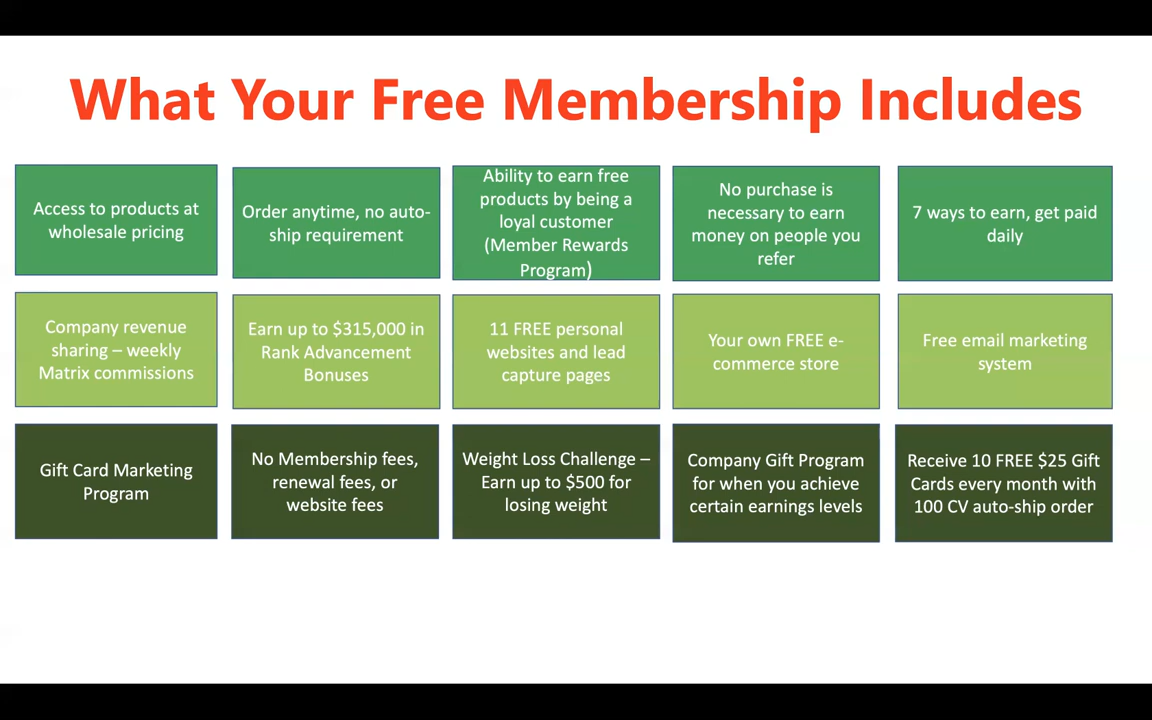 What Your Free Membership Includes
Access to products at
wholesale pricing
Order anytime, no auto-
ship requirement
Ability to earn free
products by being a
loyal customer
(Member Rewards
Program)
No purchase is
necessary to earn
money on people you
refer
7 ways to earn, get paid
daily
Company revenue
sharing – weekly
Matrix commissions
Earn up to $315,000 in
Rank Advancement
Bonuses
11 FREE personal
websites and lead
capture pages
Your own FREE e-
commerce store
Free email marketing
system
Gift Card Marketing
Program
No Membership fees,
renewal fees, or
website fees
Weight Loss Challenge –
Earn up to $500 for
losing weight
Company Gift Program
for when you achieve
certain earnings levels
Receive 10 FREE $25 Gift
Cards every month with
100 CV auto-ship order